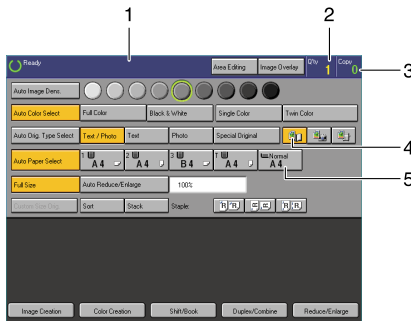 1
2
3
Ready
Area Editing
Image Overlay
Q'ty
1
Copy
0
Auto Image Dens.
Auto Color Select
Full Color
Black & White
Single Color
Twin Color
Auto Orig. Type Select
Text / Photo
Text
Photo
Special Original
4
Auto Paper Select
1 A4
2 A4
3 B4
T A4
Normal A4
5
Full Size
Auto Reduce/Enlarge
100%
Sort
Stack
Staple:
Image Creation
Color Creation
Shift/Book
Duplex/Combine
Reduce/Enlarge